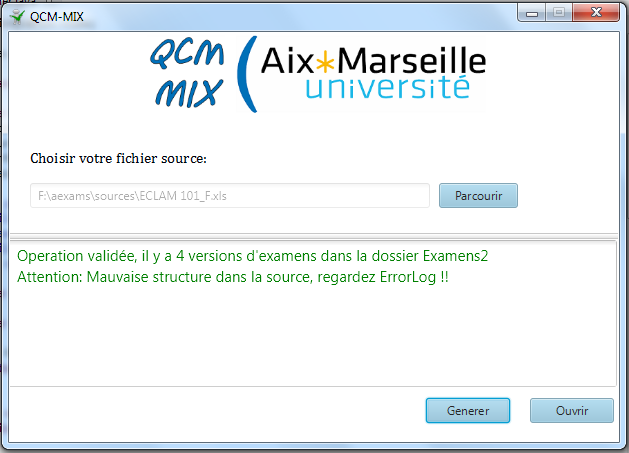 QCM-MIX
QCM
MIX
Aix*Marseille
université
Choisir votre fichier source:
F:\aexams\sources\ECLAM 101_F.xls
Parcourir
Operation validée, il y a 4 versions d'examens dans la dossier Examens2
Attention: Mauvaise structure dans la source, regardez ErrorLog !!
Generer
Ouvrir